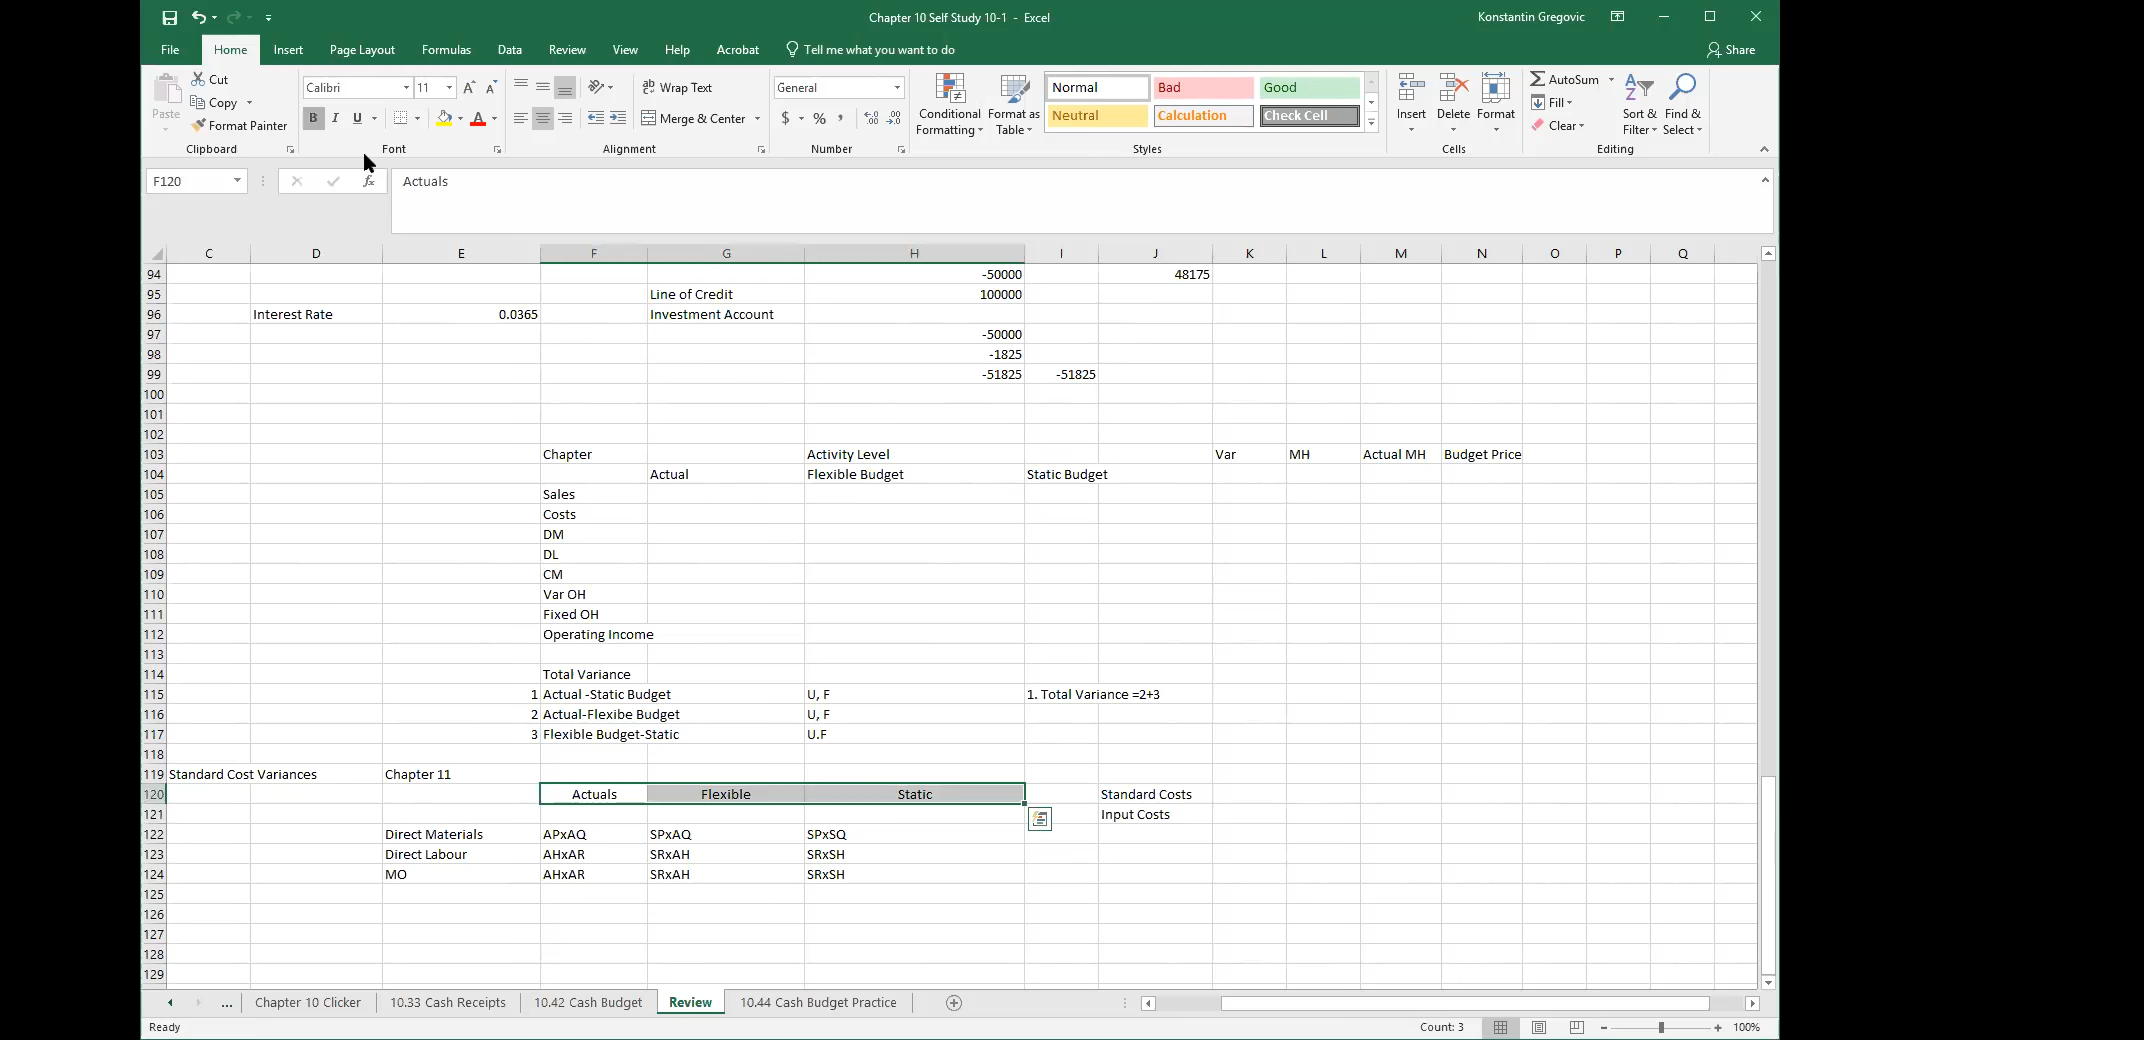 Chapter 10 Self Study 10-1 - Excel
Konstantin Gregovic
File Home Insert Page Layout Formulas Data Review View Help Acrobat Tell me what you want to do Share
Paste
Cut
Copy
Format Painter
Clipboard
Calibri 11
B I U
Font
Wrap Text
Merge & Center
Alignment
General
$ % ,
Number
Conditional Formatting
Format as Table
Normal Bad Good
Neutral Calculation Check Cell
Styles
Insert Delete Format
Cells
AutoSum
Fill
Clear
Sort & Filter
Find & Select
Editing
F120 fx Actuals
C D E F G H I J K L M N O P Q
94 -50000 48175
95 Line of Credit 100000
96 Interest Rate 0.0365 Investment Account
97 -50000
98 -1825
99 -51825 -51825
100
101
102
103 Chapter Activity Level Var MH Actual MH Budget Price
104 Actual Flexible Budget Static Budget
105 Sales
106 Costs
107 DM
108 DL
109 CM
110 Var OH
111 Fixed OH
112 Operating Income
113
114 Total Variance
115 1 Actual -Static Budget U, F 1. Total Variance =2+3
116 2 Actual-Flexibe Budget U, F
117 3 Flexible Budget-Static U.F
118
119 Standard Cost Variances Chapter 11
120 Actuals Flexible Static Standard Costs
121 Input Costs
122 Direct Materials APxAQ SPxAQ SPxSQ
123 Direct Labour AHxAR SRxAH SRxSH
124 MO AHxAR SRxAH SRxSH
125
126
127
128
129
... Chapter 10 Clicker 10.33 Cash Receipts 10.42 Cash Budget Review 10.44 Cash Budget Practice
Ready Count: 3 100%